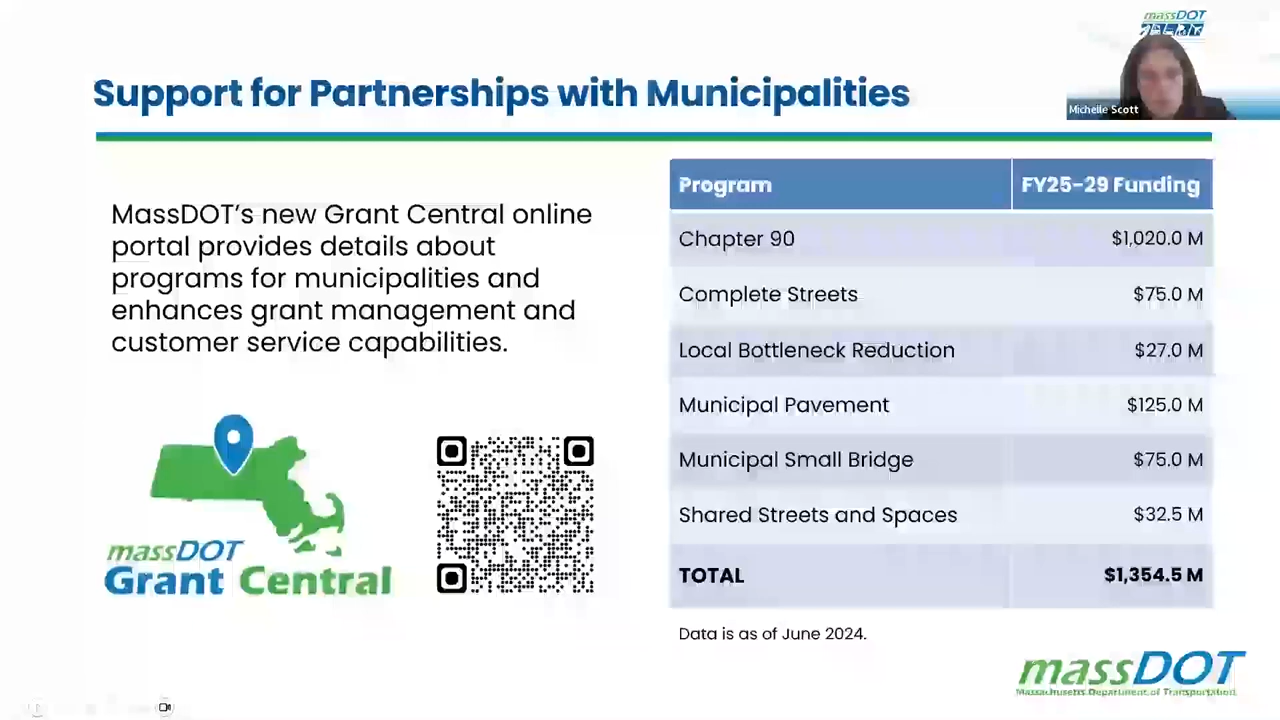 massDOT
Michelle Scott
Support for Partnerships with Municipalities
MassDOT's new Grant Central online
portal provides details about
programs for municipalities and
enhances grant management and
customer service capabilities.
massDOT
Grant Central
Program FY25-29 Funding
Chapter 90 $1,020.0 M
Complete Streets $75.0 M
Local Bottleneck Reduction $27.0 M
Municipal Pavement $125.0 M
Municipal Small Bridge $75.0 M
Shared Streets and Spaces $32.5 M
TOTAL $1,354.5 M
Data is as of June 2024.
massDOT
Massachusetts Department of Transportation